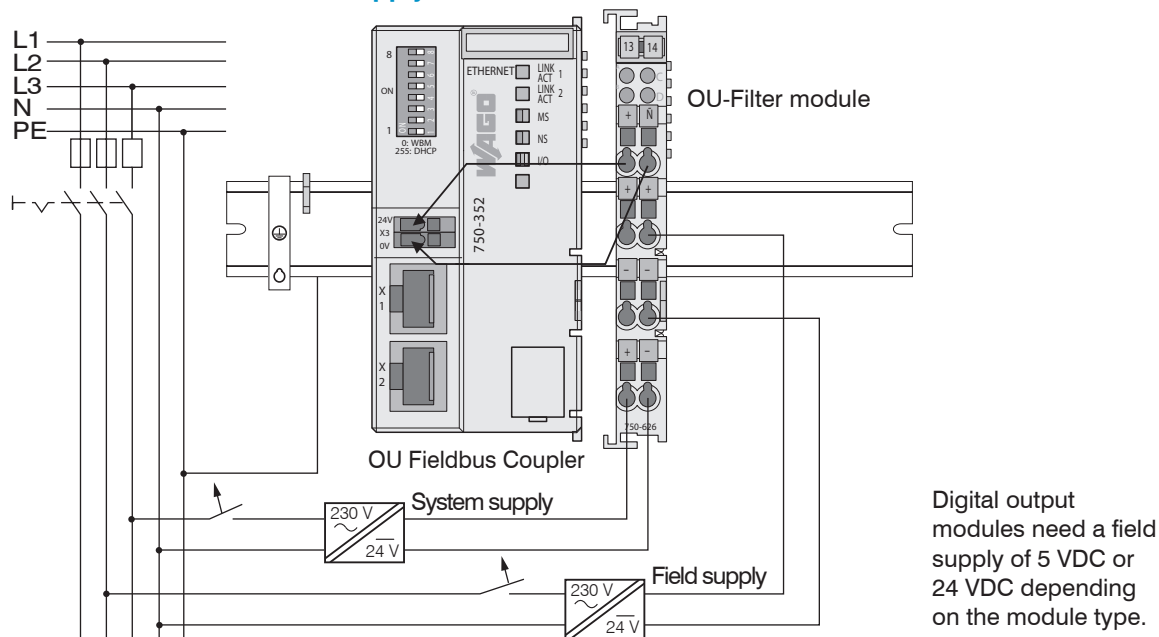 upply
L1
L2
L3
N
PE
8
ON
1
ON
0: WBM
255: DHCP
WAGO
®
ETHERNET
LINK
ACT 1
LINK
ACT 2
MS
NS
I/O
750-352
24V
X3
0V
X
1
X
2
13 14
C
D
+ Ñ
+ +
- -
+ -
750-626
OU-Filter module
OU Fieldbus Coupler
System supply
230 V
24 V
Field supply
230 V
24 V
Digital output
modules need a field
supply of 5 VDC or
24 VDC depending
on the module type.